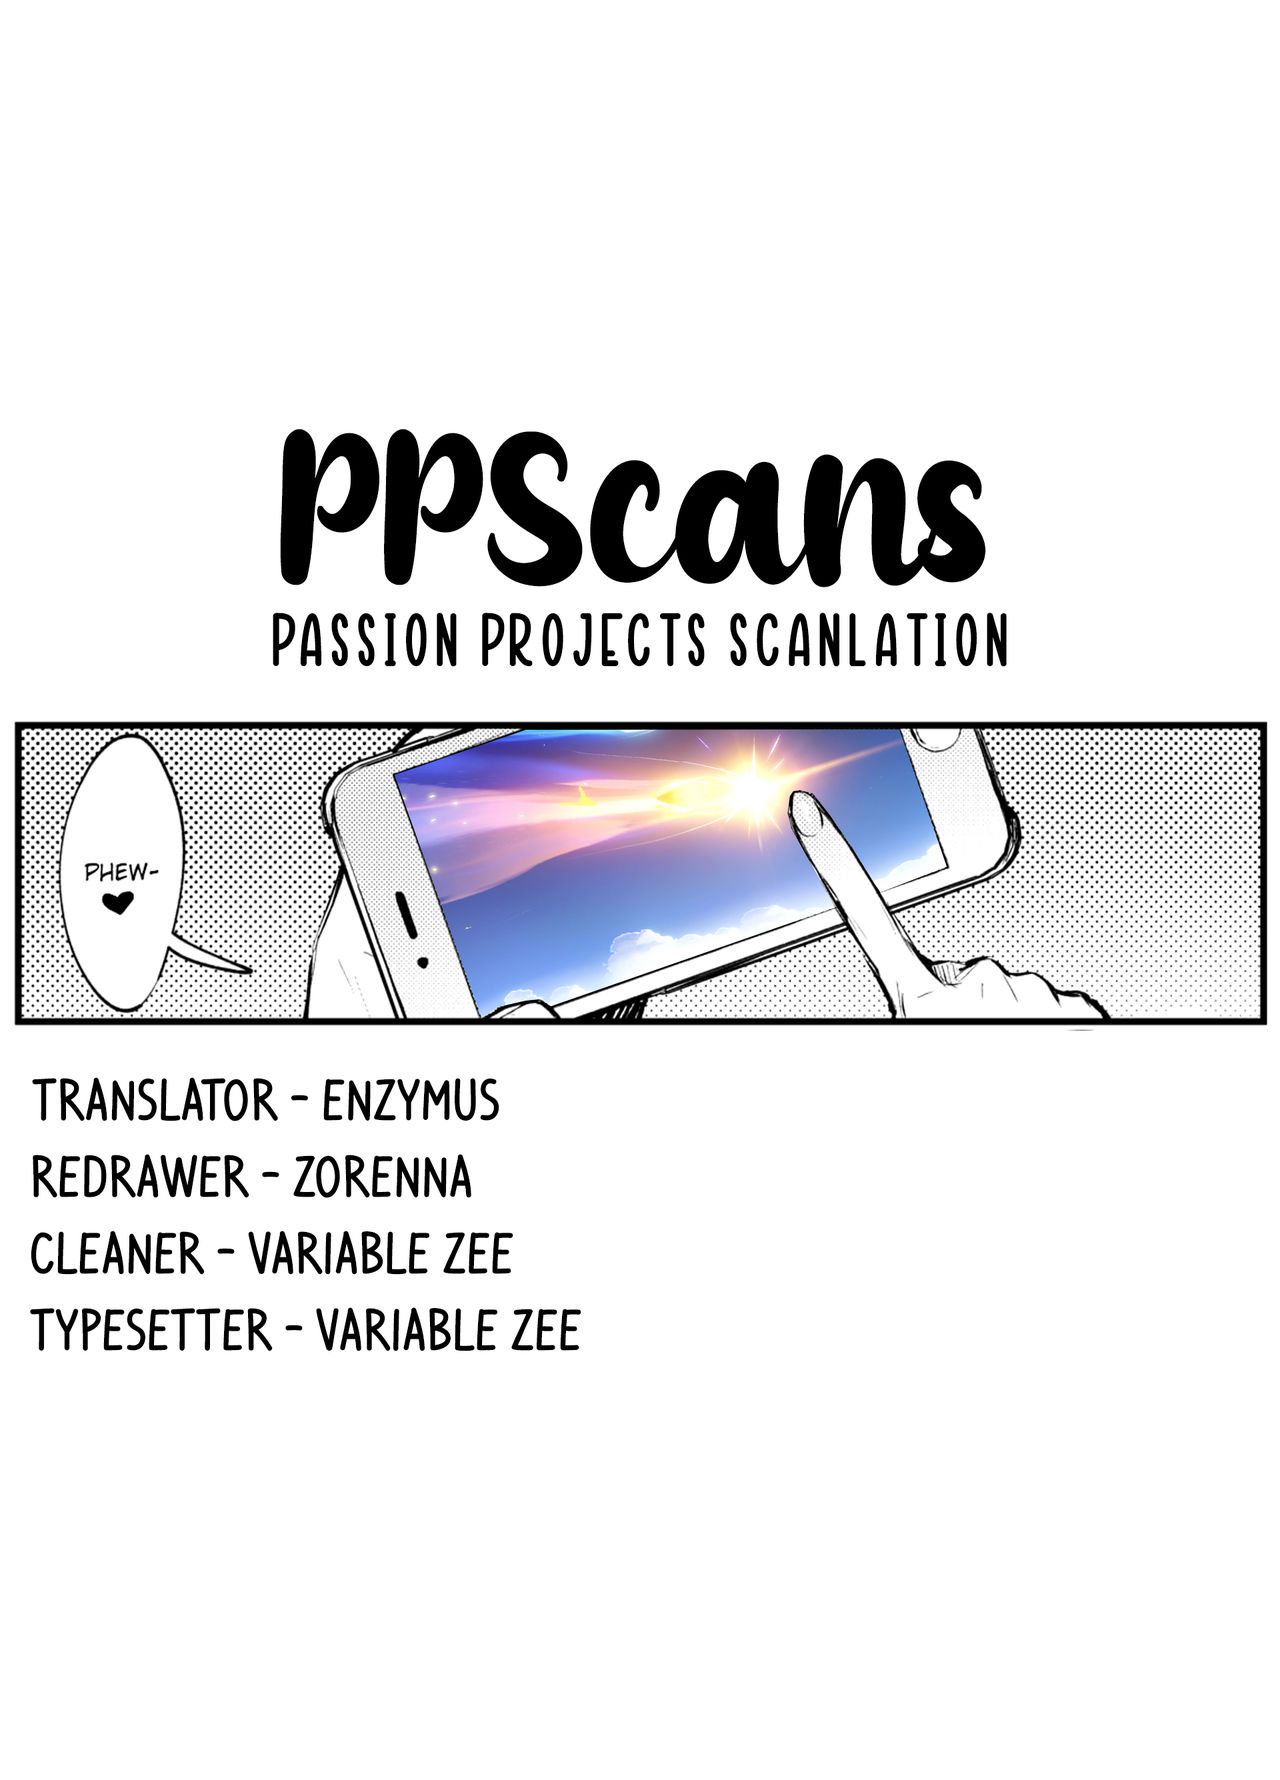 PPScans
PASSION PROJECTS SCANLATION
PHEW-
♥
TRANSLATOR - ENZYMUS
REDRAWER - ZORENNA
CLEANER - VARIABLE ZEE
TYPESETTER - VARIABLE ZEE